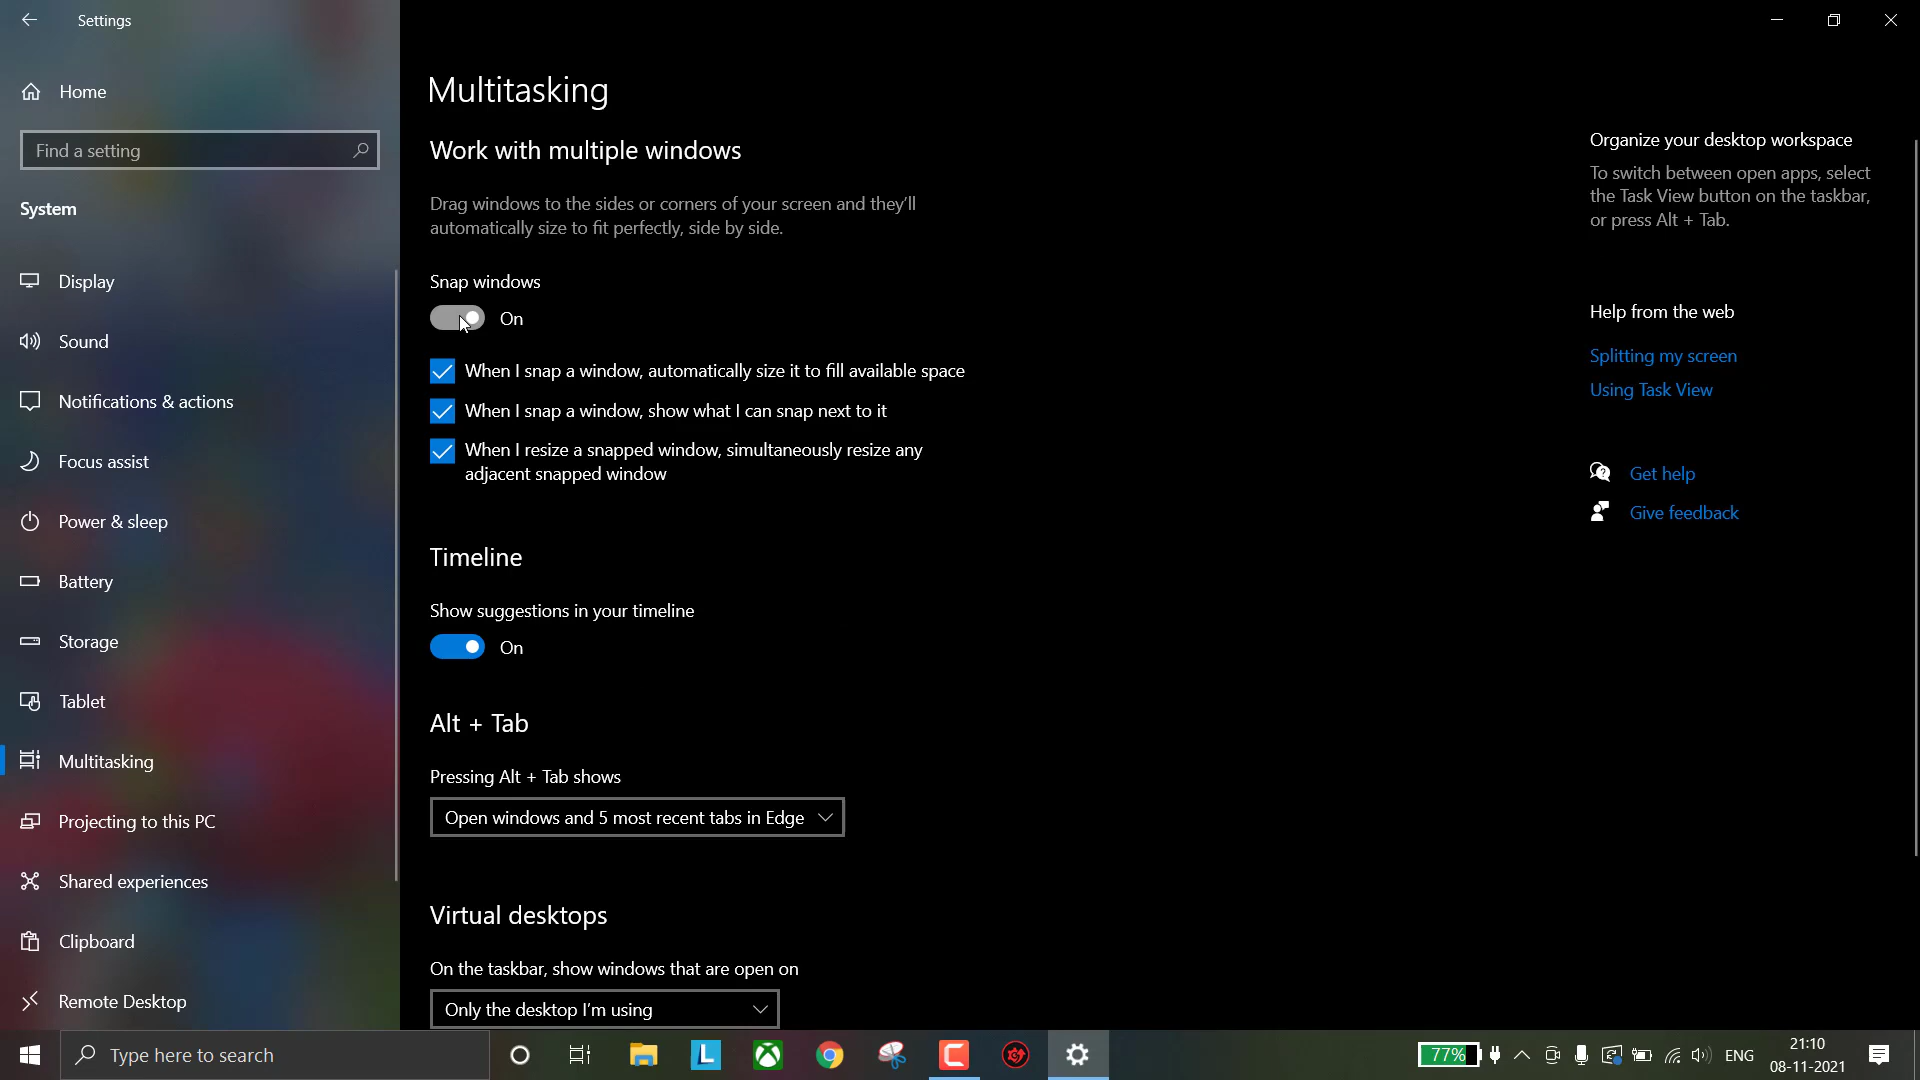 Settings
Home
Find a setting
System
Display
Sound
Notifications & actions
Focus assist
Power & sleep
Battery
Storage
Tablet
Multitasking
Projecting to this PC
Shared experiences
Clipboard
Remote Desktop
Multitasking
Work with multiple windows
Drag windows to the sides or corners of your screen and they'll
automatically size to fit perfectly, side by side.
Snap windows
On
When I snap a window, automatically size it to fill available space
When I snap a window, show what I can snap next to it
When I resize a snapped window, simultaneously resize any
adjacent snapped window
Timeline
Show suggestions in your timeline
On
Alt + Tab
Pressing Alt + Tab shows
Open windows and 5 most recent tabs in Edge
Virtual desktops
On the taskbar, show windows that are open on
Only the desktop I'm using
Organize your desktop workspace
To switch between open apps, select
the Task View button on the taskbar,
or press Alt + Tab.
Help from the web
Splitting my screen
Using Task View
Get help
Give feedback
Type here to search
L
77%
ENG
21:10
08-11-2021